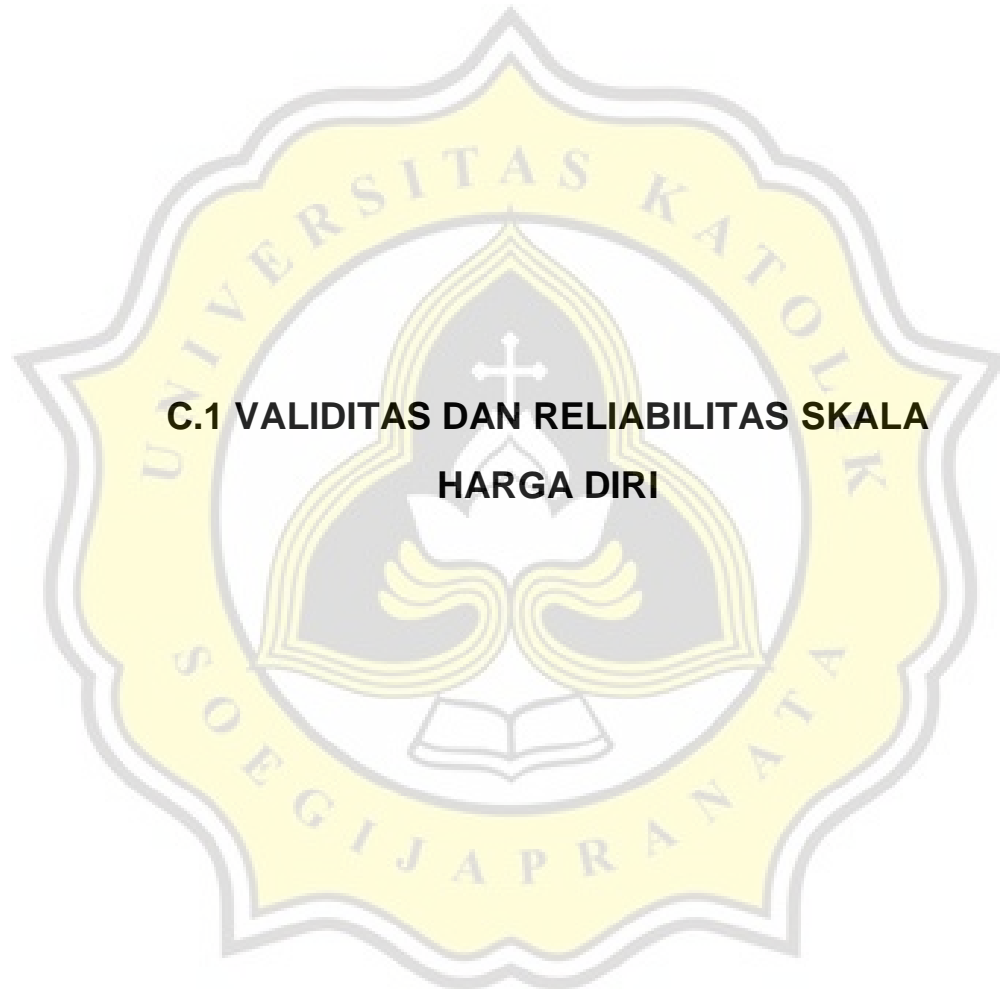 UNIVERSITAS KATOLIK
C.1 VALIDITAS DAN RELIABILITAS SKALA
HARGA DIRI
SOEGIJAPRANATA